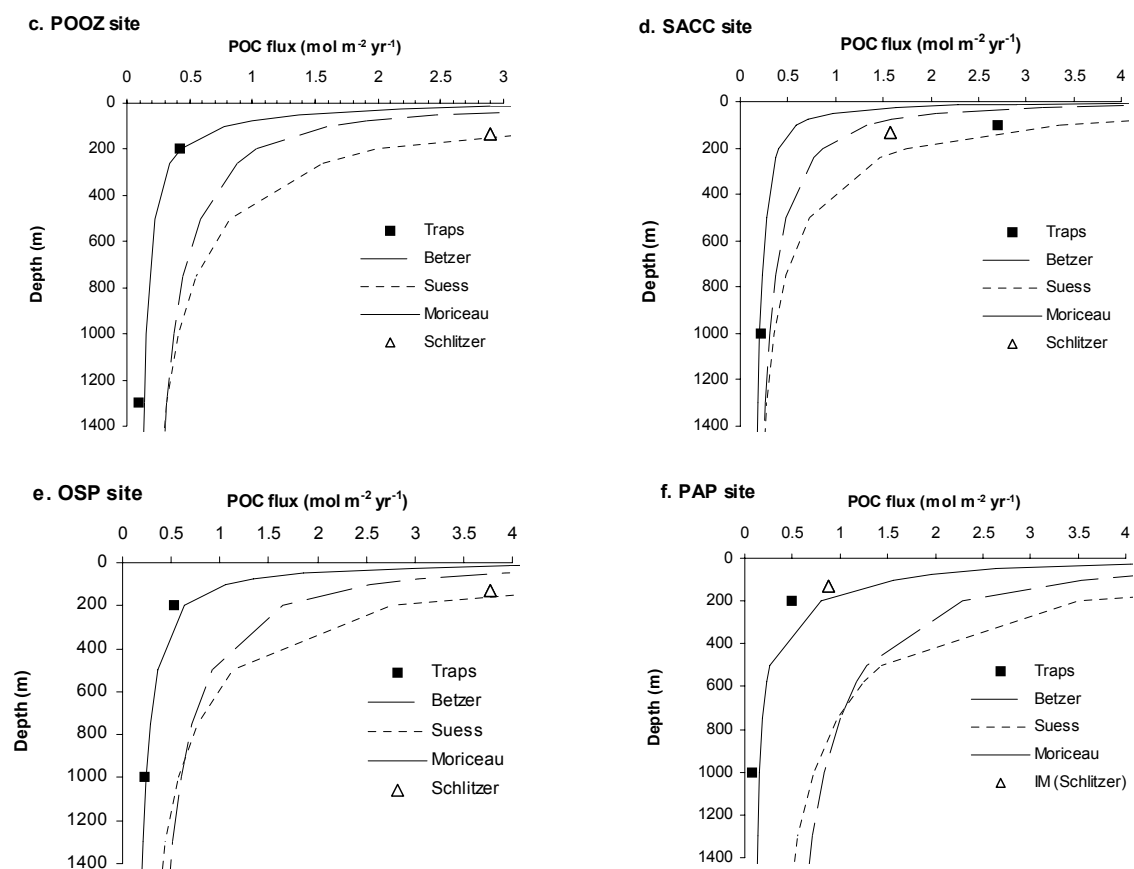 c. POOZ site
POC flux (mol m⁻² yr⁻¹)
0 0.5 1 1.5 2 2.5 3
0
200
400
600
800
1000
1200
1400
Depth (m)
Traps
Betzer
Suess
Moriceau
Schlitzer
d. SACC site
POC flux (mol m⁻² yr⁻¹)
0 0.5 1 1.5 2 2.5 3 3.5 4
0
200
400
600
800
1000
1200
1400
Depth (m)
Traps
Betzer
Suess
Moriceau
Schlitzer
e. OSP site
POC flux (mol m⁻² yr⁻¹)
0 0.5 1 1.5 2 2.5 3 3.5 4
0
200
400
600
800
1000
1200
1400
Depth (m)
Traps
Betzer
Suess
Moriceau
Schlitzer
f. PAP site
POC flux (mol m⁻² yr⁻¹)
0 0.5 1 1.5 2 2.5 3 3.5 4
0
200
400
600
800
1000
1200
1400
Depth (m)
Traps
Betzer
Suess
Moriceau
IM (Schlitzer)